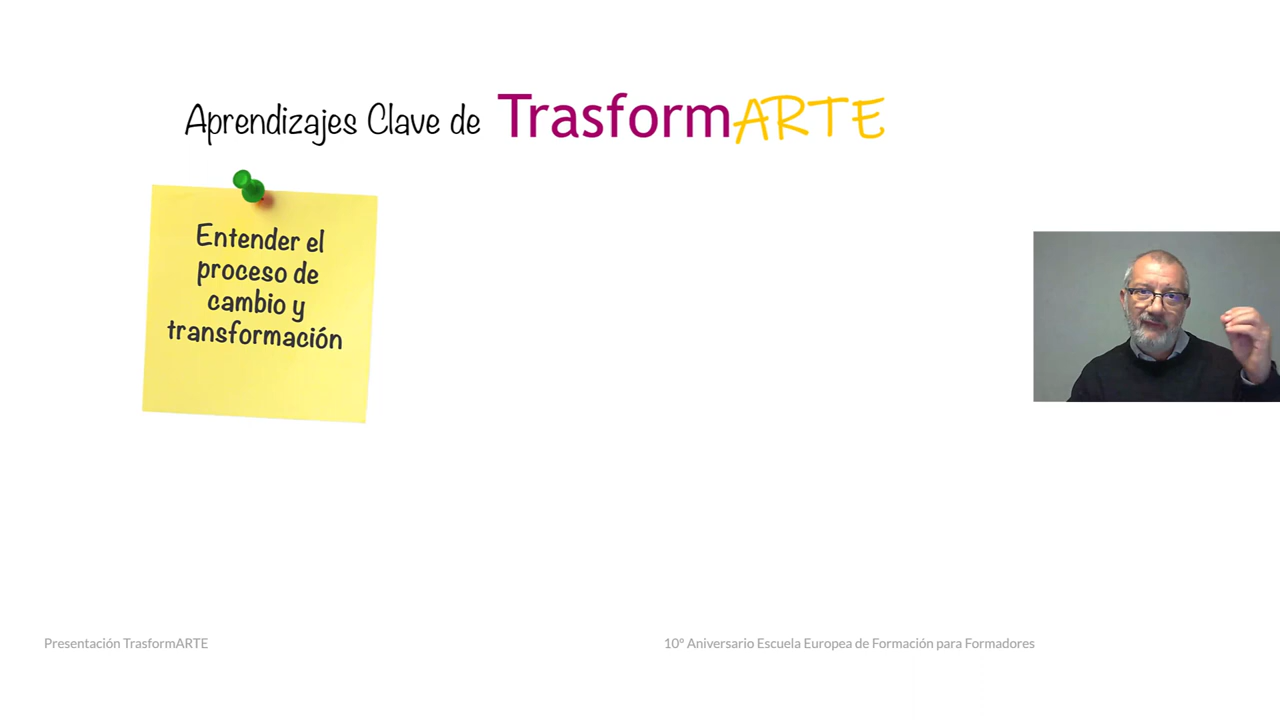 Aprendizajes Clave de TrasformARTE
Entender el
proceso de
cambio y
transformación
Presentación TrasformARTE
10º Aniversario Escuela Europea de Formación para Formadores